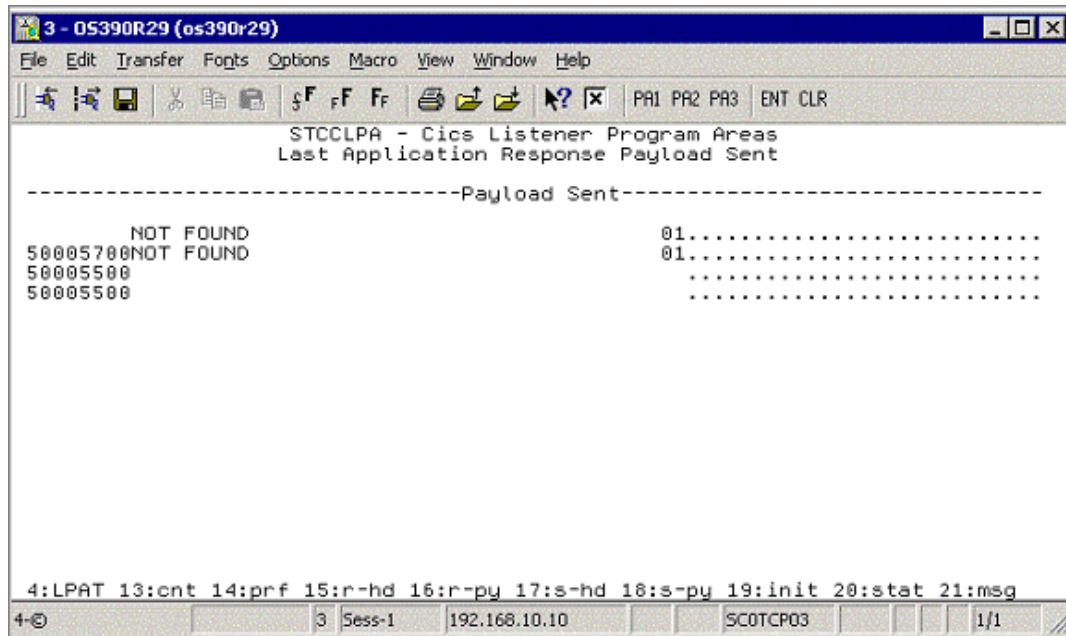 3 - OS390R29 (os390r29)
File Edit Transfer Fonts Options Macro View Window Help
PA1 PA2 PA3 ENT CLR
STCCLPA - Cics Listener Program Areas
Last Application Response Payload Sent
---------------------------------Payload Sent--------------------------------
NOT FOUND 01...........................
50005700NOT FOUND 01...........................
50005500 ...........................
50005500 ...........................
4:LPAT 13:cnt 14:prf 15:r-hd 16:r-py 17:s-hd 18:s-py 19:init 20:stat 21:msg
4-© 3 Sess-1 192.168.10.10 SC0TCP03 1/1